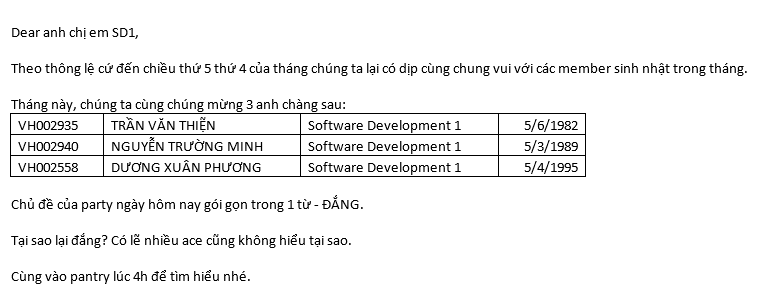 Dear anh chị em SD1,
Theo thông lệ cứ đến chiều thứ 5 thứ 4 của tháng chúng ta lại có dịp cùng chung vui với các member sinh nhật trong tháng.
Tháng này, chúng ta cùng chúng mừng 3 anh chàng sau:
VH002935 TRẦN VĂN THIỆN Software Development 1 5/6/1982
VH002940 NGUYỄN TRƯỜNG MINH Software Development 1 5/3/1989
VH002558 DƯƠNG XUÂN PHƯƠNG Software Development 1 5/4/1995
Chủ đề của party ngày hôm nay gói gọn trong 1 từ - ĐẮNG.
Tại sao lại đắng? Có lẽ nhiều ace cũng không hiểu tại sao.
Cùng vào pantry lúc 4h để tìm hiểu nhé.